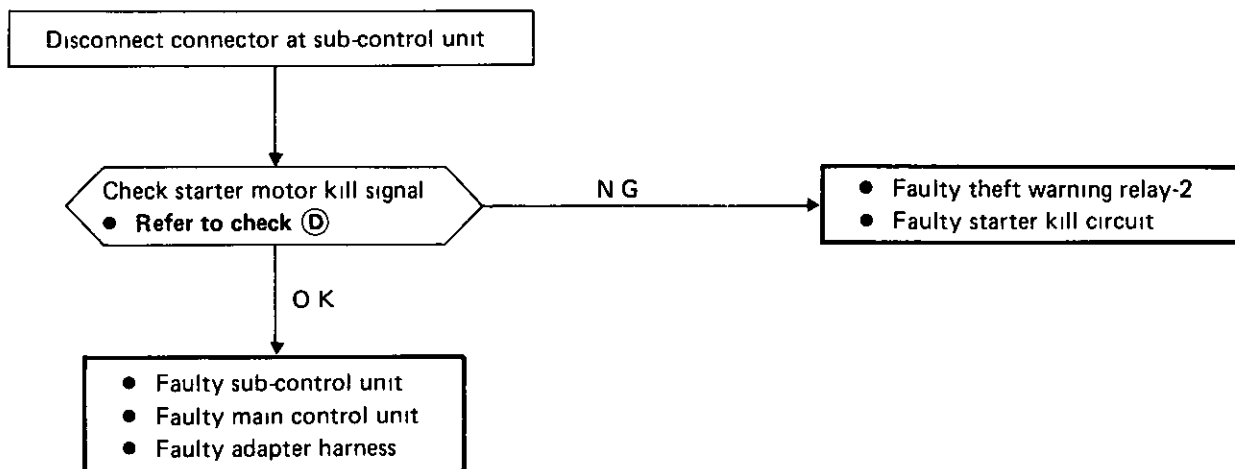 Disconnect connector at sub-control unit
Check starter motor kill signal
● Refer to check Ⓓ
N G
● Faulty theft warning relay-2
● Faulty starter kill circuit
O K
● Faulty sub-control unit
● Faulty main control unit
● Faulty adapter harness